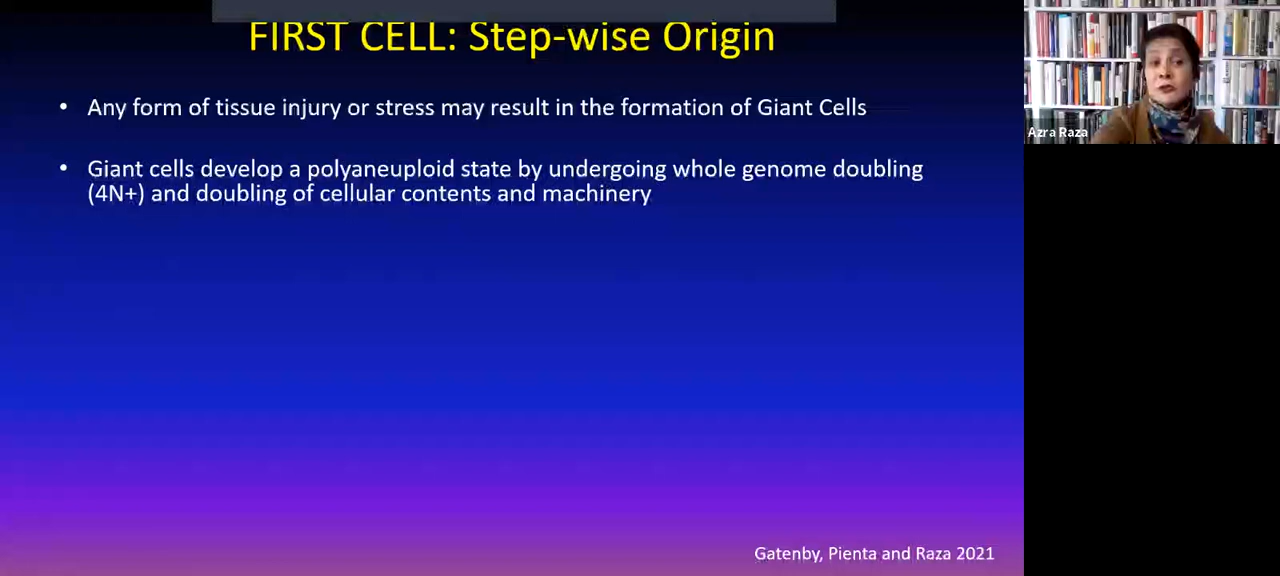 FIRST CELL: Step-wise Origin
• Any form of tissue injury or stress may result in the formation of Giant Cells
• Giant cells develop a polyaneuploid state by undergoing whole genome doubling
(4N+) and doubling of cellular contents and machinery
Azra Raza
Gatenby, Pienta and Raza 2021